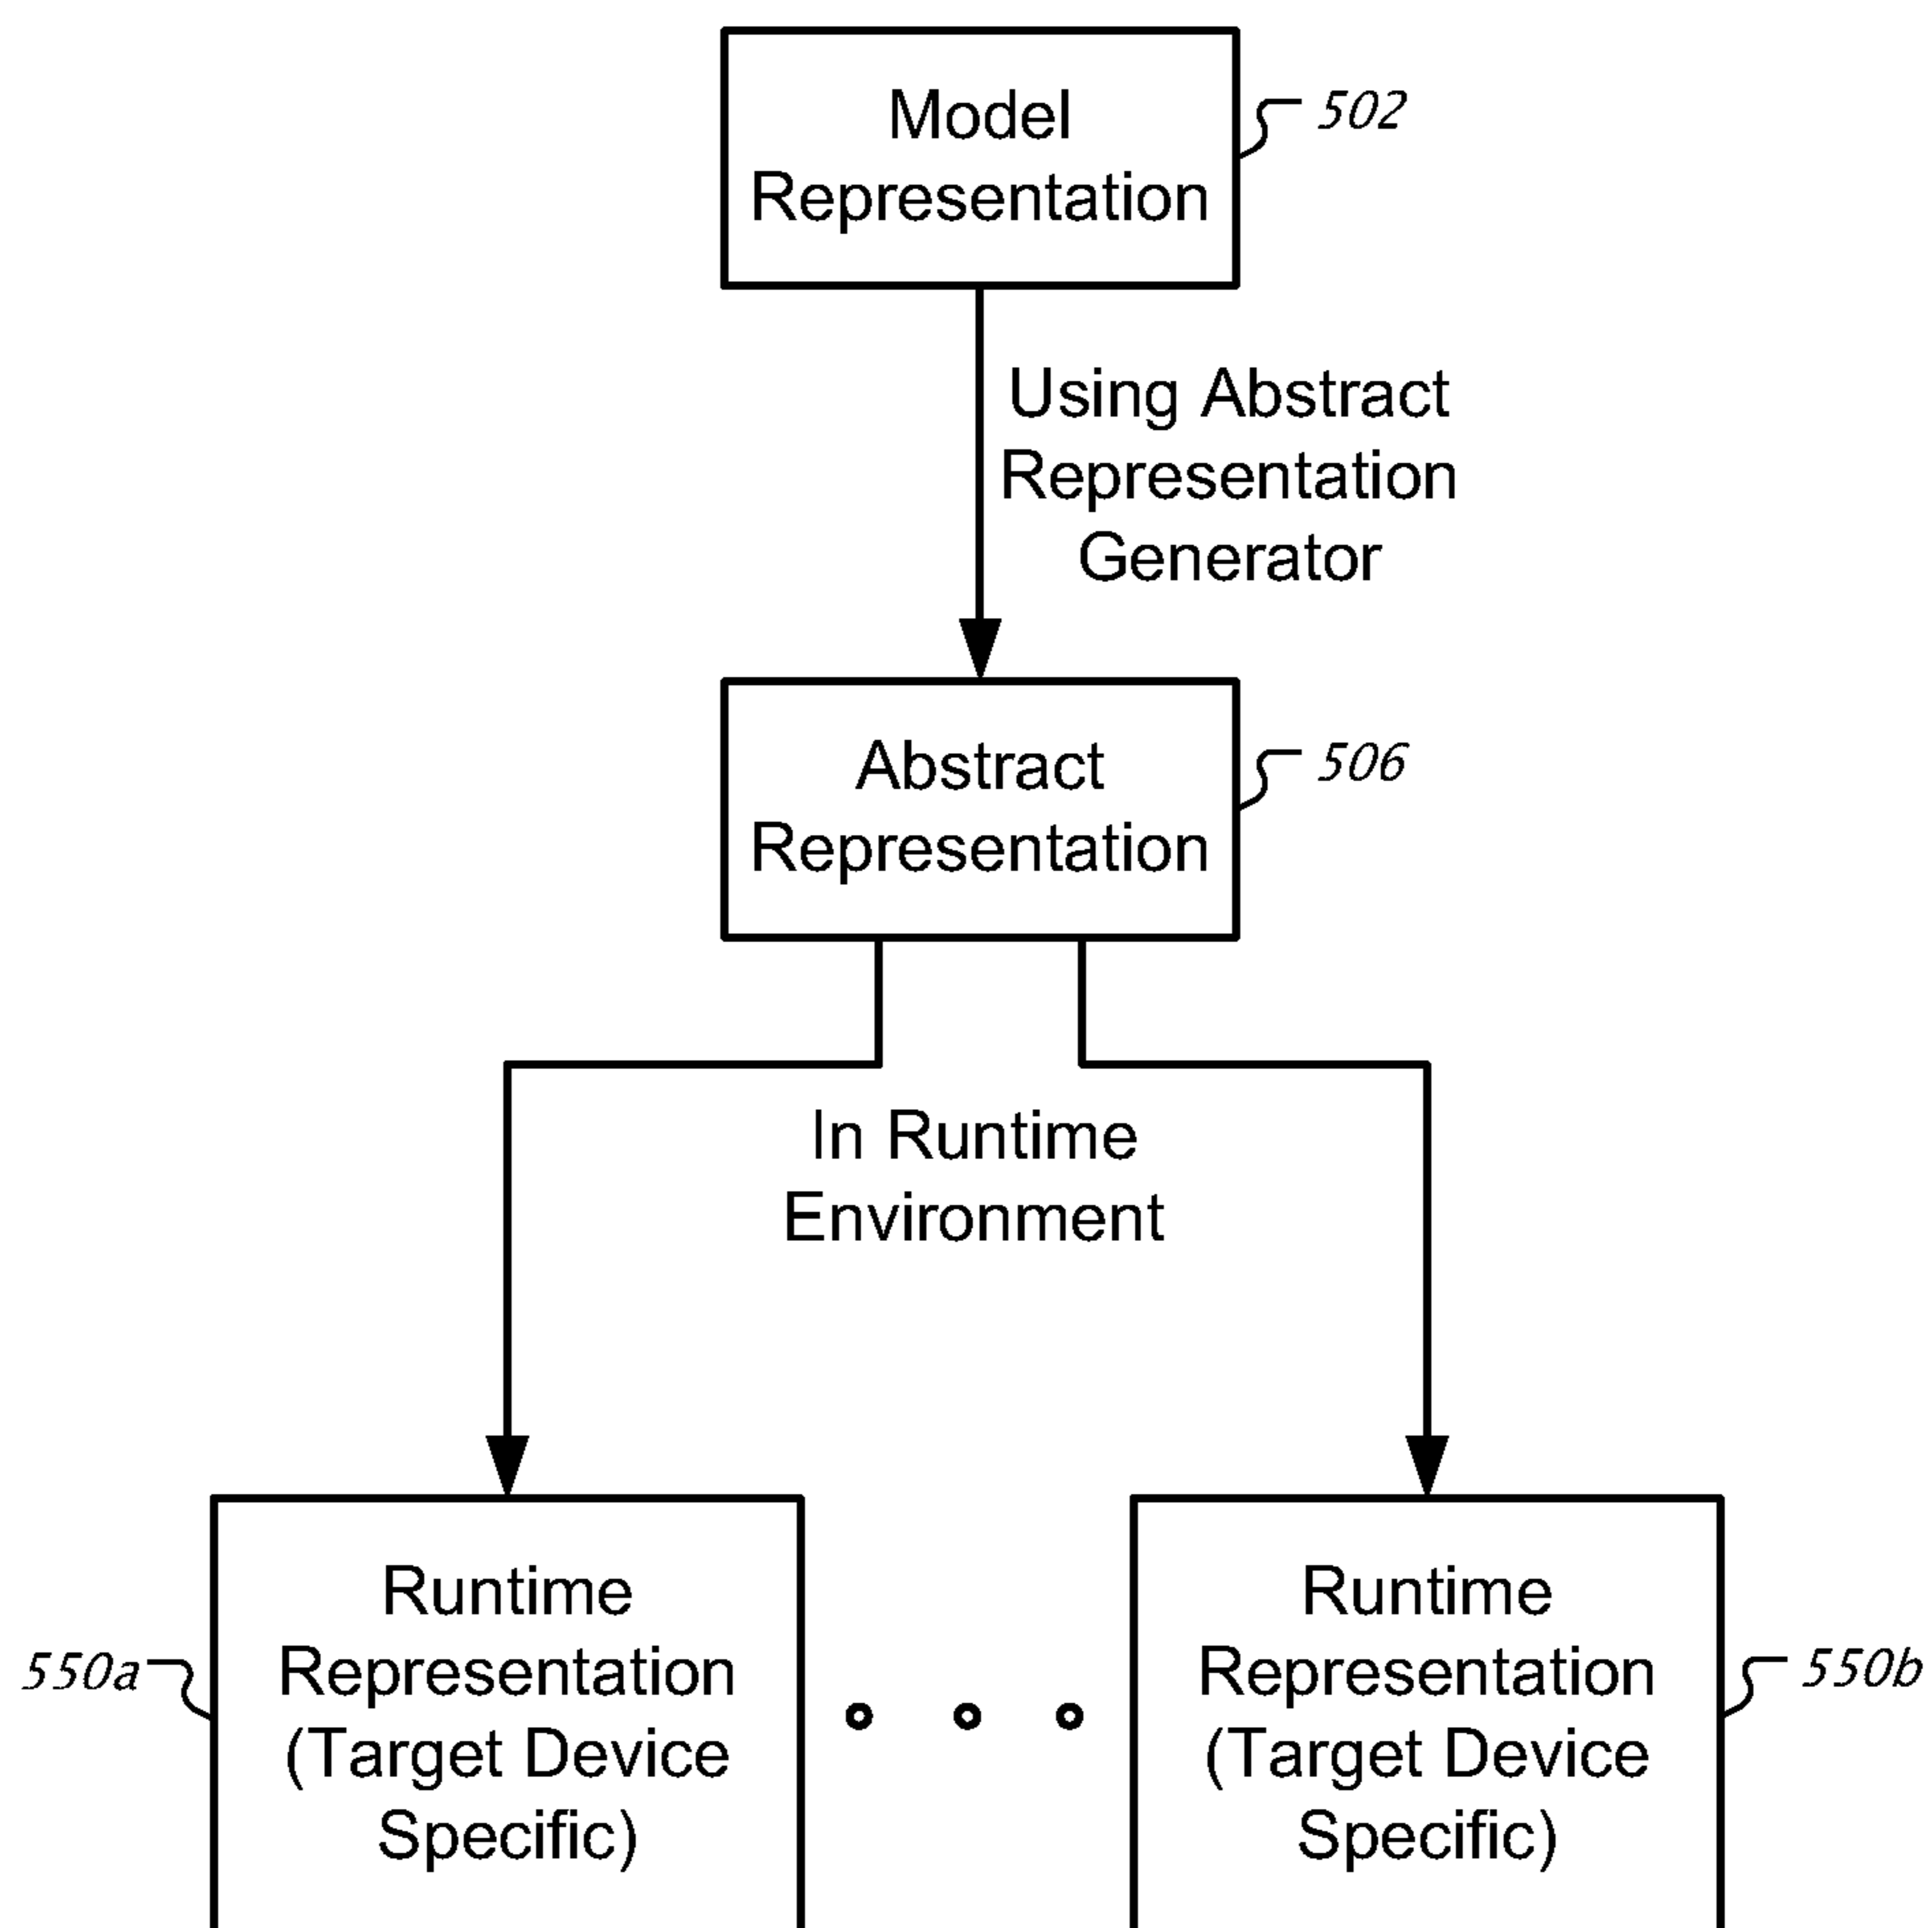 Model
Representation
502
Using Abstract
Representation
Generator
Abstract
Representation
506
In Runtime
Environment
550a
Runtime
Representation
(Target Device
Specific)
Runtime
Representation
(Target Device
Specific)
550b